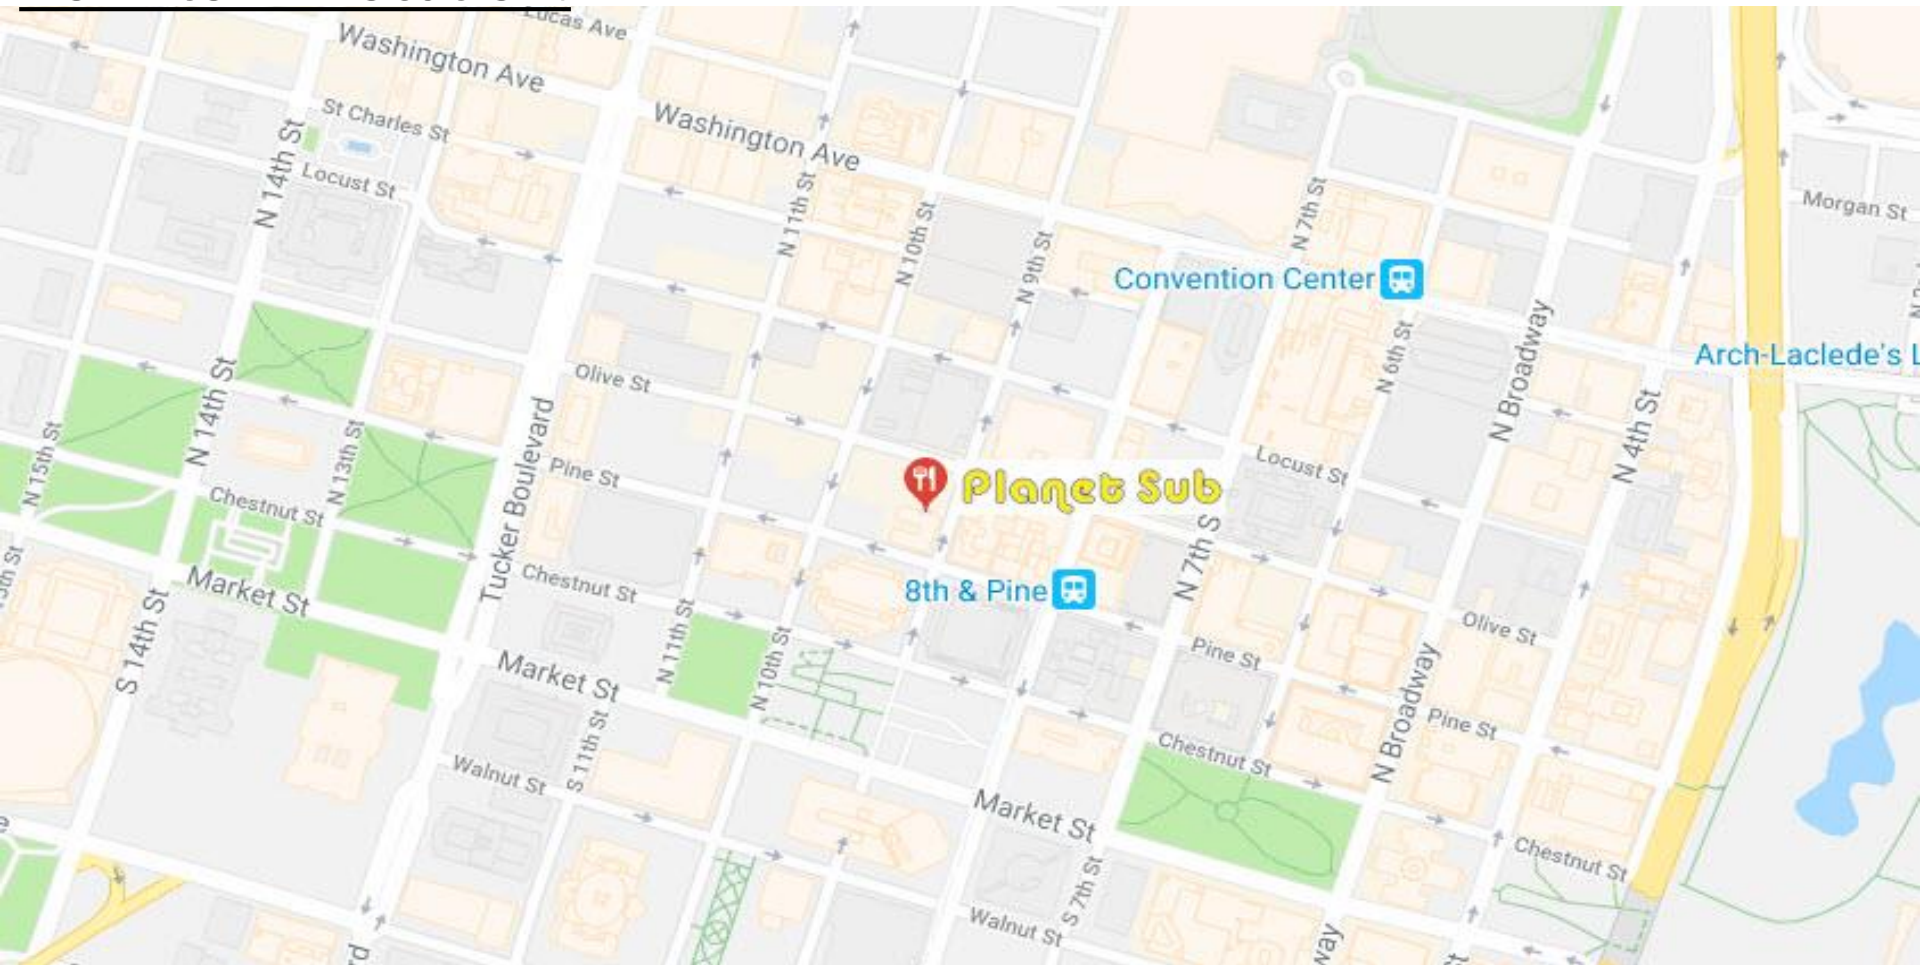 Lucas Ave
Washington Ave
Washington Ave
St Charles St
Locust St
N 14th St
N 11th St
N 10th St
N 9th St
N 7th St
Morgan St
Convention Center
N 6th St
N Broadway
Arch-Laclede's L
N 14th St
Olive St
N 4th St
Tucker Boulevard
N 15th St
N 13th St
Pine St
Planet Sub
Locust St
Chestnut St
N 7th S
Market St
Chestnut St
8th & Pine
Olive St
S 14th St
N 11th St
N 10th St
Pine St
Market St
N Broadway
Pine St
Walnut St
S 11th St
Chestnut St
Market St
Chestnut St
S 7th St
Walnut St
way